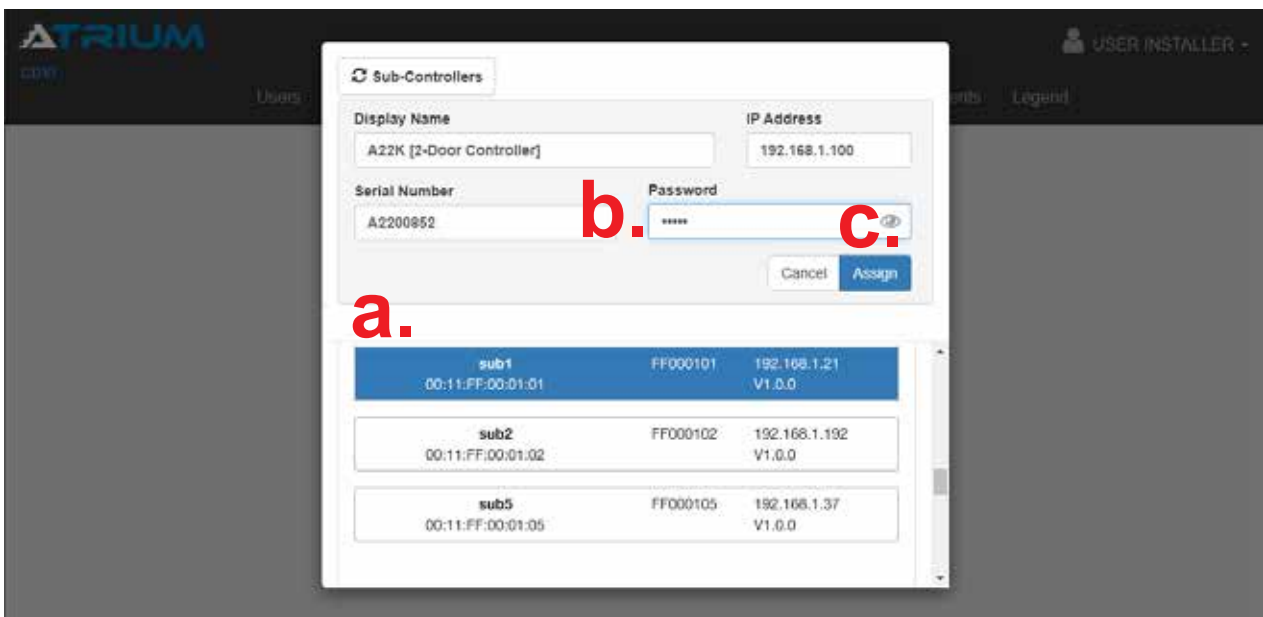 ATRIUM
USER INSTALLER
Users
Legend
Sub-Controllers
Display Name
IP Address
A22K [2-Door Controller]
192.168.1.100
Serial Number
Password
A2200852
b.
•••••
c.
Cancel
Assign
a.
sub1 FF000101 192.168.1.21
00:11:FF:00:01:01 V1.0.0
sub2 FF000102 192.168.1.192
00:11:FF:00:01:02 V1.0.0
sub5 FF000105 192.168.1.37
00:11:FF:00:01:05 V1.0.0